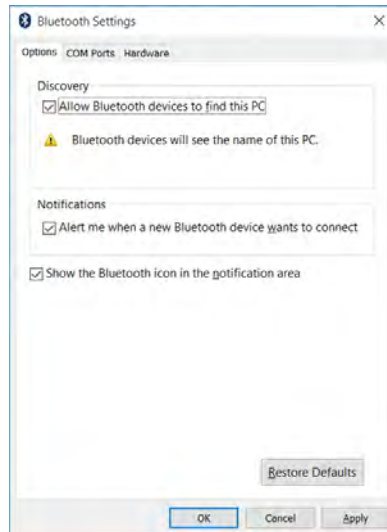 Bluetooth Settings
Options COM Ports Hardware
Discovery
Allow Bluetooth devices to find this PC
Bluetooth devices will see the name of this PC.
Notifications
Alert me when a new Bluetooth device wants to connect
Show the Bluetooth icon in the notification area
Restore Defaults
OK Cancel Apply